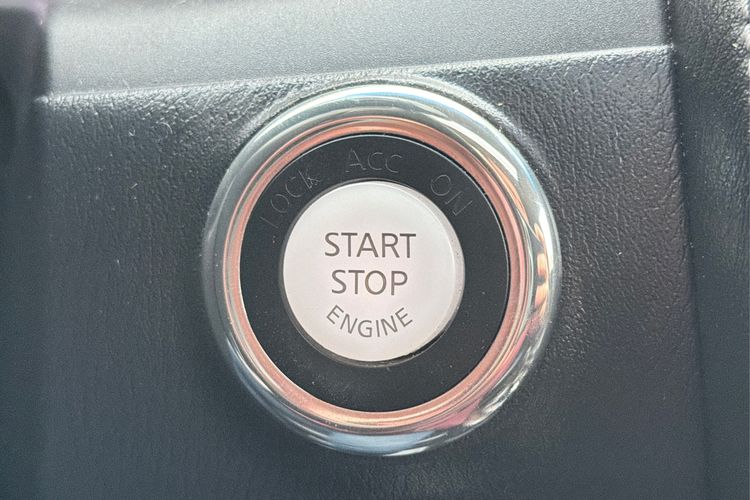 LOCK ACC ON
START
STOP
ENGINE